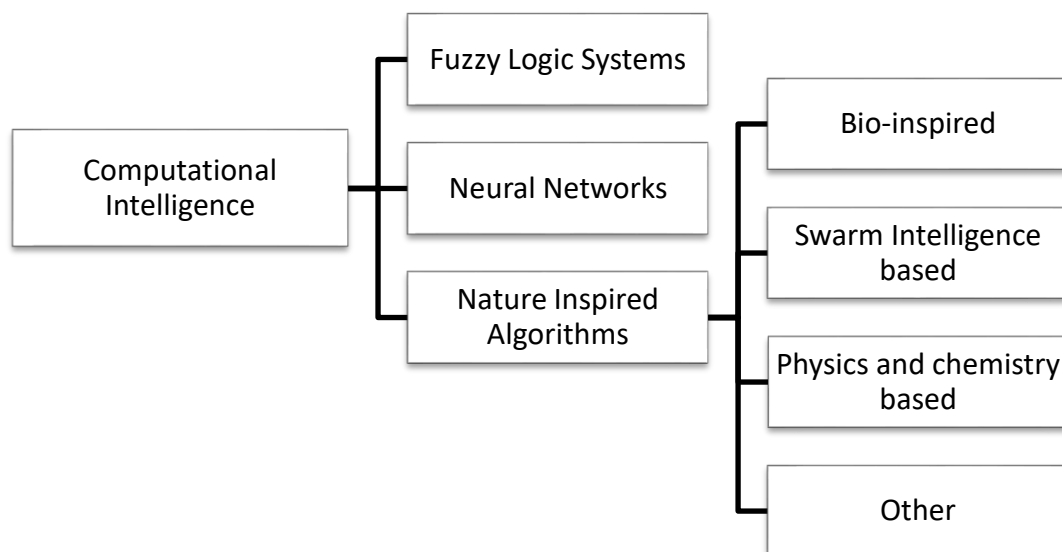 Computational
Intelligence
Fuzzy Logic Systems
Neural Networks
Nature Inspired
Algorithms
Bio-inspired
Swarm Intelligence
based
Physics and chemistry
based
Other